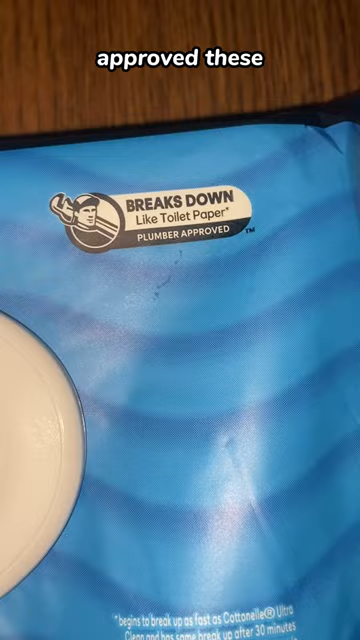 approved these
BREAKS DOWN
Like Toilet Paper*
PLUMBER APPROVED ™
*begins to break up as fast as Cottonelle® Ultra
Clean and has same break up after 30 minutes